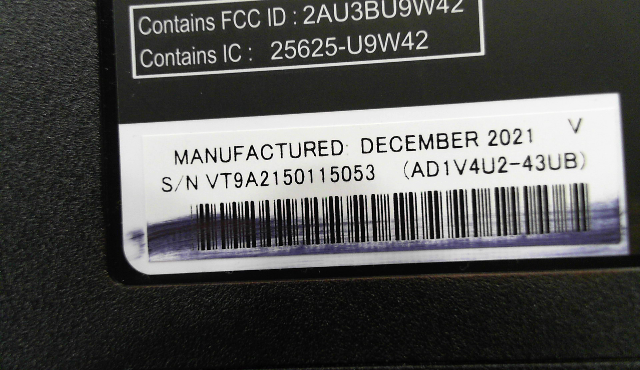 Contains FCC ID : 2AU3BU9W42
Contains IC : 25625-U9W42
MANUFACTURED: DECEMBER 2021 V
S/N VT9A2150115053 (AD1V4U2-43UB)